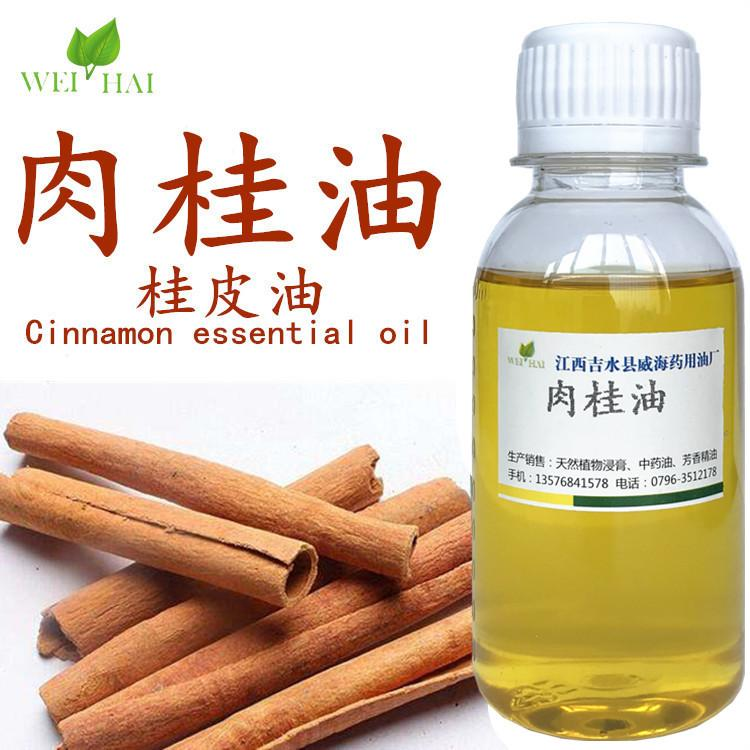 WEI HAI
肉桂油
桂皮油
Cinnamon essential oil
WEI HAI 江西吉水县威海药用油厂
肉桂油
生产销售：天然植物浸膏、中药油、芳香精油
手机：13576841578 电话：0796-3512178